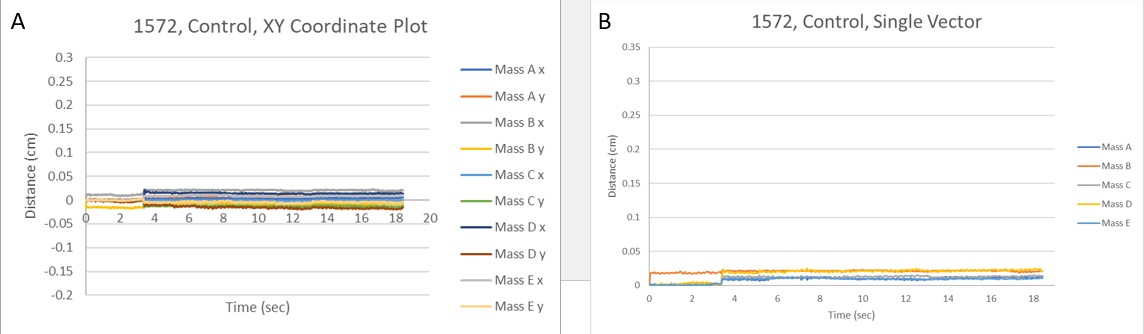 A
1572, Control, XY Coordinate Plot
0.3
0.25
0.2
0.15
0.1
0.05
0
-0.05
-0.1
-0.15
-0.2
0 2 4 6 8 10 12 14 16 18 20
Distance (cm)
Time (sec)
Mass A x
Mass A y
Mass B x
Mass B y
Mass C x
Mass C y
Mass D x
Mass D y
Mass E x
Mass E y
B
1572, Control, Single Vector
0.35
0.3
0.25
0.2
0.15
0.1
0.05
0
0 2 4 6 8 10 12 14 16 18
Distance (cm)
Time (sec)
Mass A
Mass B
Mass C
Mass D
Mass E